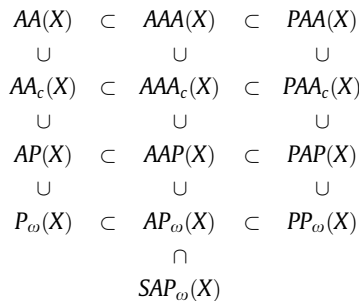 AA(X) ⊂ AAA(X) ⊂ PAA(X)
∪ ∪ ∪
AA_c(X) ⊂ AAA_c(X) ⊂ PAA_c(X)
∪ ∪ ∪
AP(X) ⊂ AAP(X) ⊂ PAP(X)
∪ ∪ ∪
P_ω(X) ⊂ AP_ω(X) ⊂ PP_ω(X)
∩
SAP_ω(X)